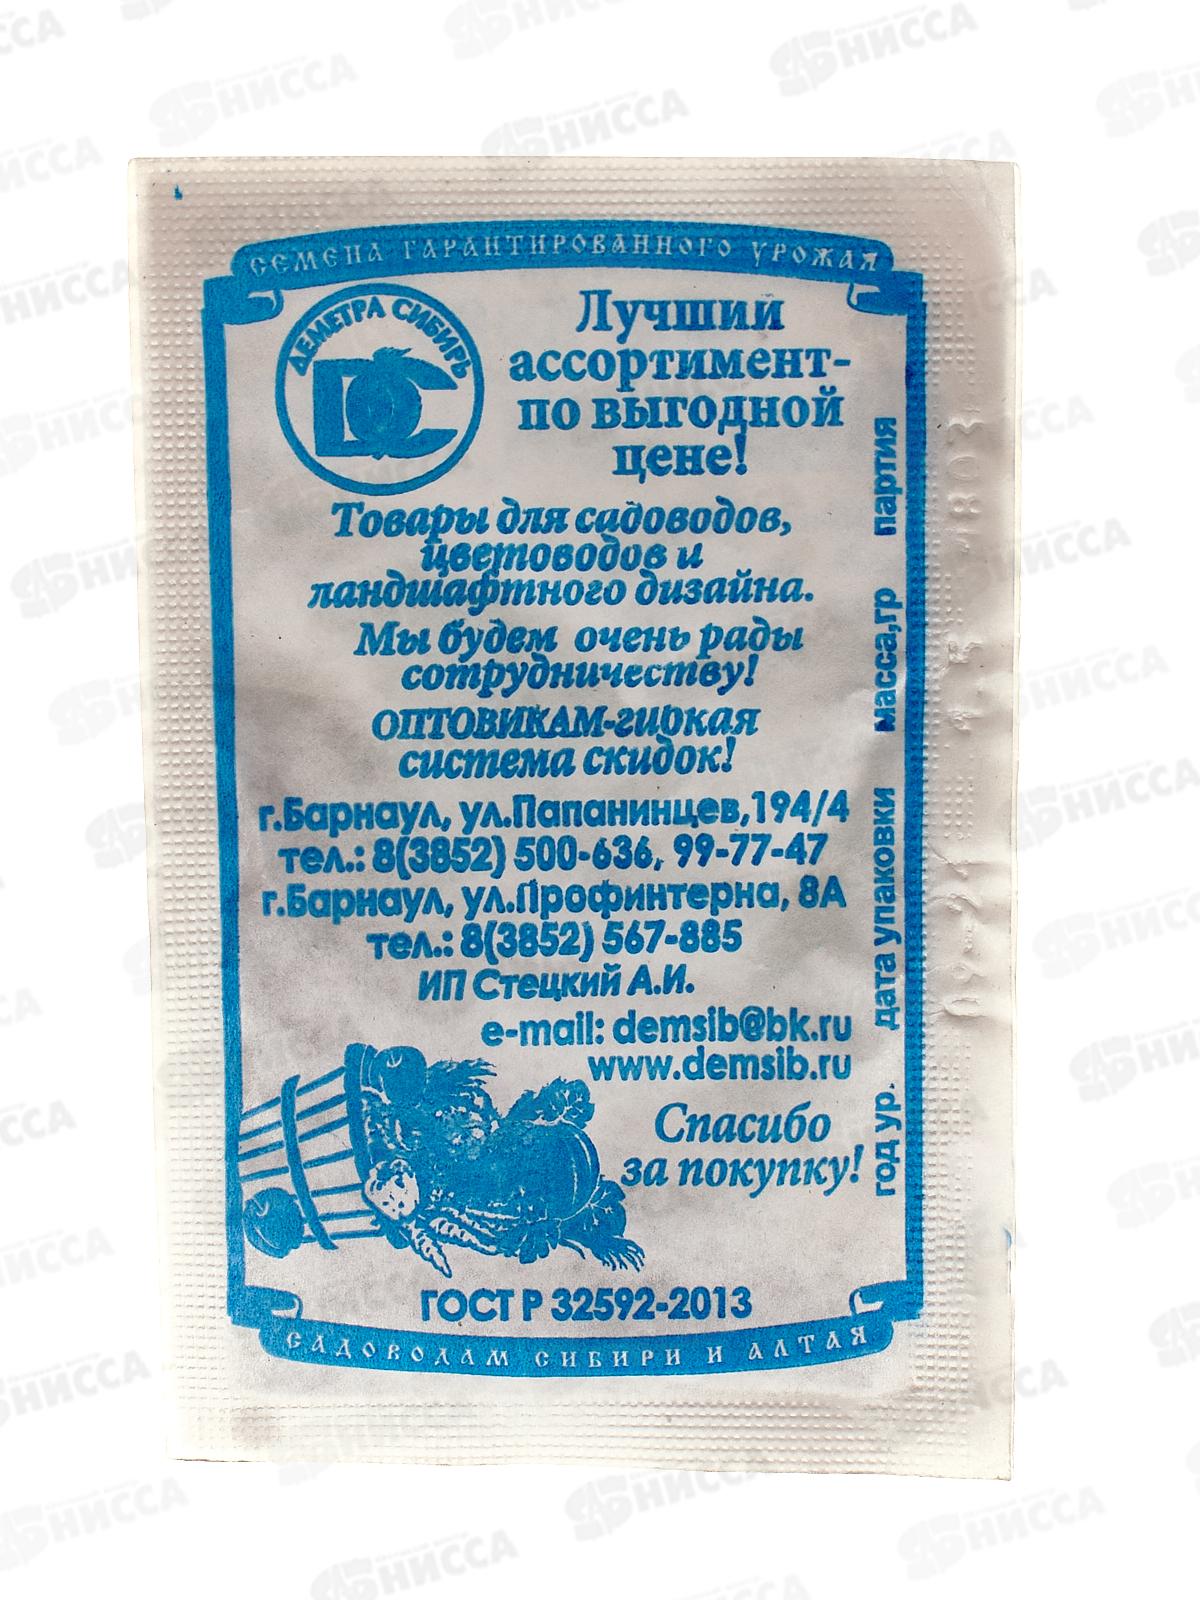 СЕМЕНА ГАРАНТИРОВАННОГО УРОЖАЯ
ДЕМЕТРА СИБИРЬ
ДС
Лучший
ассортимент-
по выгодной
цене!
Товары для садоводов,
цветоводов и
ландшафтного дизайна.
Мы будем очень рады
сотрудничеству!
ОПТОВИКАМ-гибкая
система скидок!
г.Барнаул, ул.Папанинцев,194/4
тел.: 8(3852) 500-636, 99-77-47
г.Барнаул, ул.Профинтерна, 8А
тел.: 8(3852) 567-885
ИП Стецкий А.И.
e-mail: demsib@bk.ru
www.demsib.ru
Спасибо
за покупку!
ГОСТ Р 32592-2013
САДОВОДАМ СИБИРИ И АЛТАЯ
год ур. дата упаковки масса,гр партия
09-21
НИССА